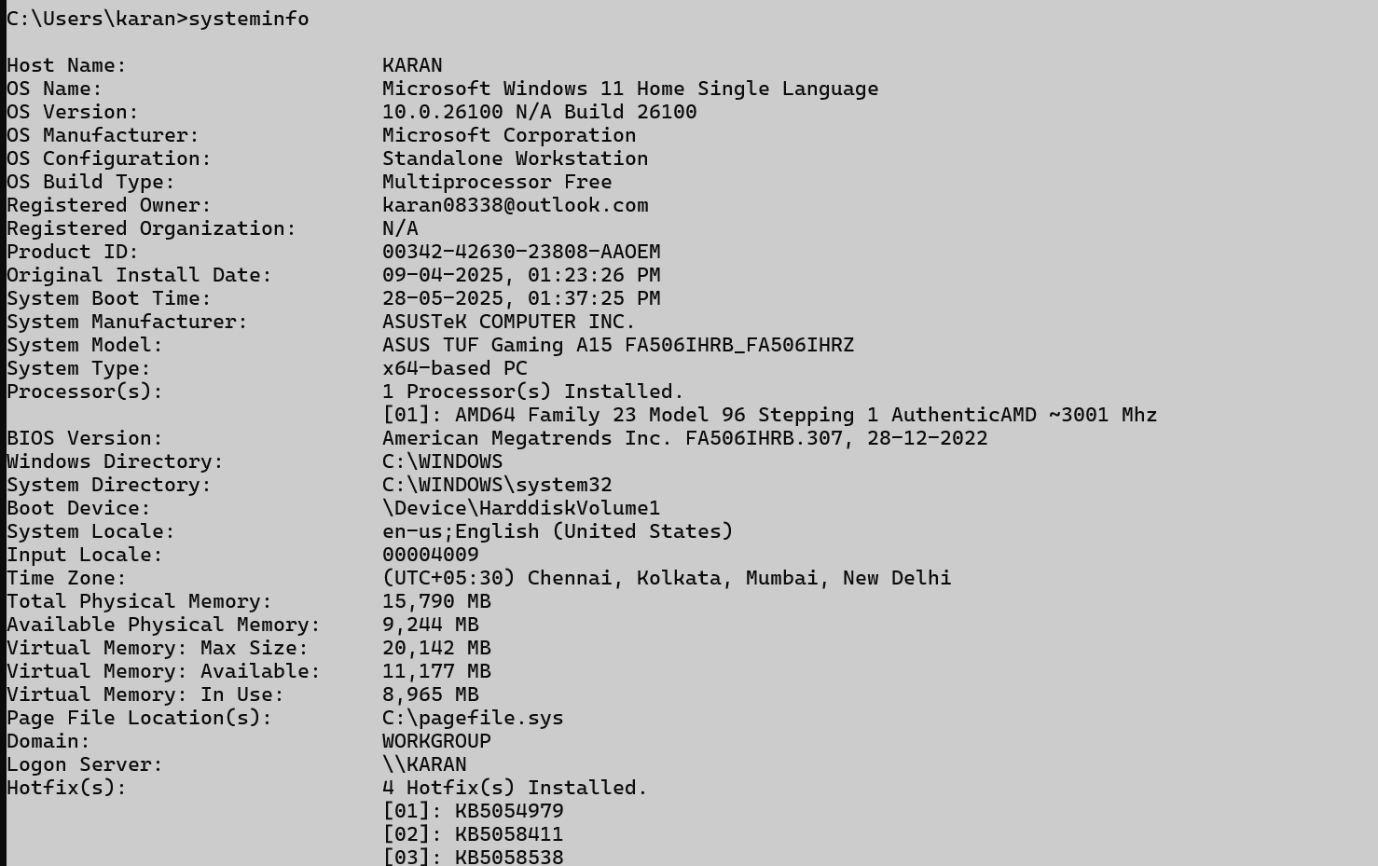 C:\Users\karan>systeminfo
Host Name: KARAN
OS Name: Microsoft Windows 11 Home Single Language
OS Version: 10.0.26100 N/A Build 26100
OS Manufacturer: Microsoft Corporation
OS Configuration: Standalone Workstation
OS Build Type: Multiprocessor Free
Registered Owner: karan08338@outlook.com
Registered Organization: N/A
Product ID: 00342-42630-23808-AAOEM
Original Install Date: 09-04-2025, 01:23:26 PM
System Boot Time: 28-05-2025, 01:37:25 PM
System Manufacturer: ASUSTeK COMPUTER INC.
System Model: ASUS TUF Gaming A15 FA506IHRB_FA506IHRZ
System Type: x64-based PC
Processor(s): 1 Processor(s) Installed.
[01]: AMD64 Family 23 Model 96 Stepping 1 AuthenticAMD ~3001 Mhz
BIOS Version: American Megatrends Inc. FA506IHRB.307, 28-12-2022
Windows Directory: C:\WINDOWS
System Directory: C:\WINDOWS\system32
Boot Device: \Device\HarddiskVolume1
System Locale: en-us;English (United States)
Input Locale: 00004009
Time Zone: (UTC+05:30) Chennai, Kolkata, Mumbai, New Delhi
Total Physical Memory: 15,790 MB
Available Physical Memory: 9,244 MB
Virtual Memory: Max Size: 20,142 MB
Virtual Memory: Available: 11,177 MB
Virtual Memory: In Use: 8,965 MB
Page File Location(s): C:\pagefile.sys
Domain: WORKGROUP
Logon Server: \\KARAN
Hotfix(s): 4 Hotfix(s) Installed.
[01]: KB5054979
[02]: KB5058411
[03]: KB5058538